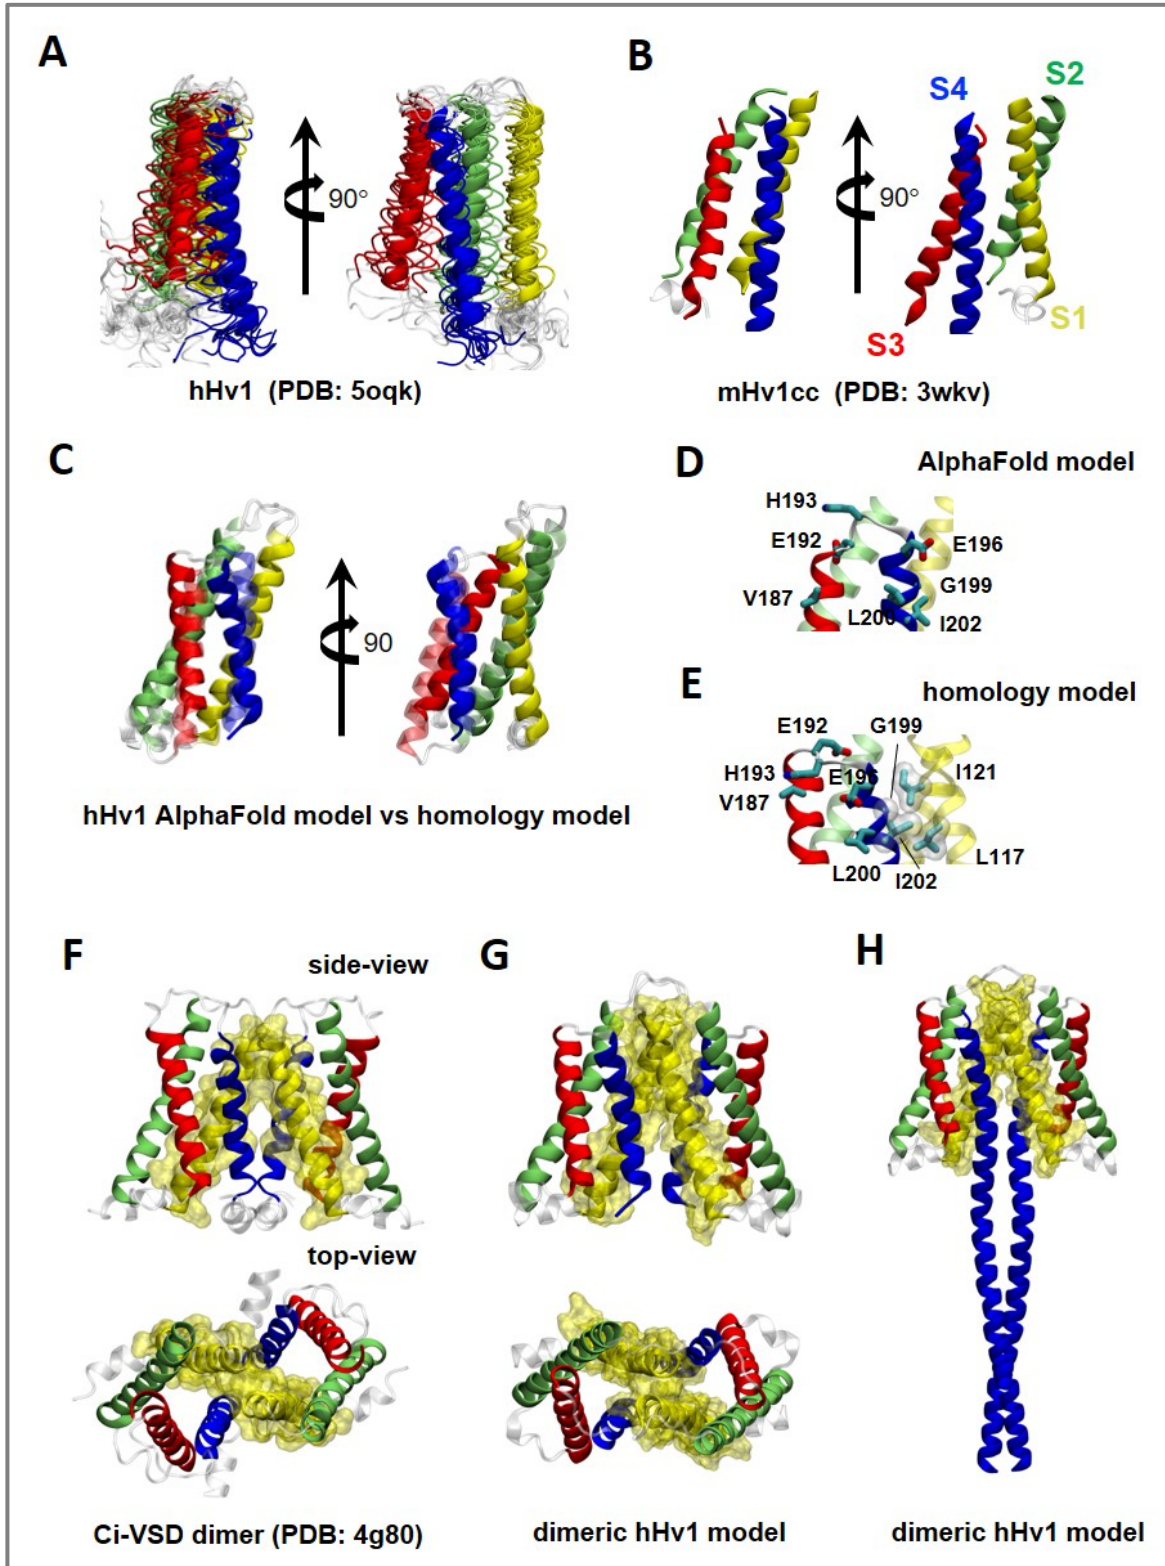 A
90°
hHv1 (PDB: 5oqk)
B
S4
S2
90°
S3
S1
mHv1cc (PDB: 3wkv)
C
90
hHv1 AlphaFold model vs homology model
D
AlphaFold model
H193
E192
E196
V187
G199
L200
I202
E
homology model
E192
G199
H193
E196
I121
V187
L200
I202
L117
F
side-view
top-view
Ci-VSD dimer (PDB: 4g80)
G
dimeric hHv1 model
H
dimeric hHv1 model